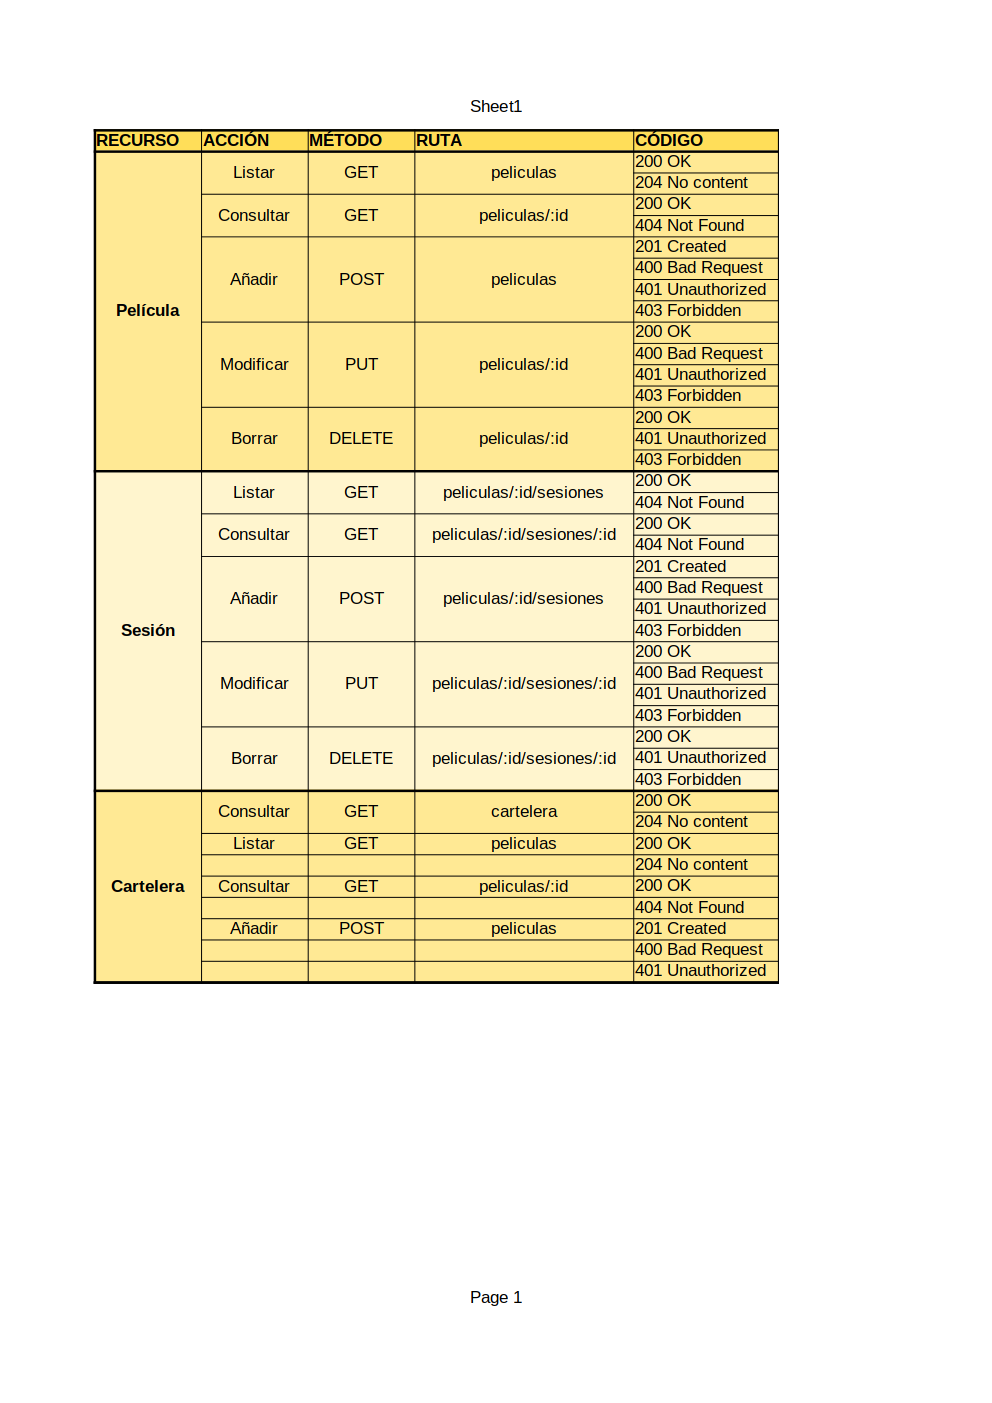 Sheet1
RECURSO ACCIÓN MÉTODO RUTA CÓDIGO
Película Listar GET peliculas 200 OK
204 No content
Consultar GET peliculas/:id 200 OK
404 Not Found
Añadir POST peliculas 201 Created
400 Bad Request
401 Unauthorized
403 Forbidden
Modificar PUT peliculas/:id 200 OK
400 Bad Request
401 Unauthorized
403 Forbidden
Borrar DELETE peliculas/:id 200 OK
401 Unauthorized
403 Forbidden
Sesión Listar GET peliculas/:id/sesiones 200 OK
404 Not Found
Consultar GET peliculas/:id/sesiones/:id 200 OK
404 Not Found
Añadir POST peliculas/:id/sesiones 201 Created
400 Bad Request
401 Unauthorized
403 Forbidden
Modificar PUT peliculas/:id/sesiones/:id 200 OK
400 Bad Request
401 Unauthorized
403 Forbidden
Borrar DELETE peliculas/:id/sesiones/:id 200 OK
401 Unauthorized
403 Forbidden
Cartelera Consultar GET cartelera 200 OK
204 No content
Listar GET peliculas 200 OK
204 No content
Consultar GET peliculas/:id 200 OK
404 Not Found
Añadir POST peliculas 201 Created
400 Bad Request
401 Unauthorized
Page 1